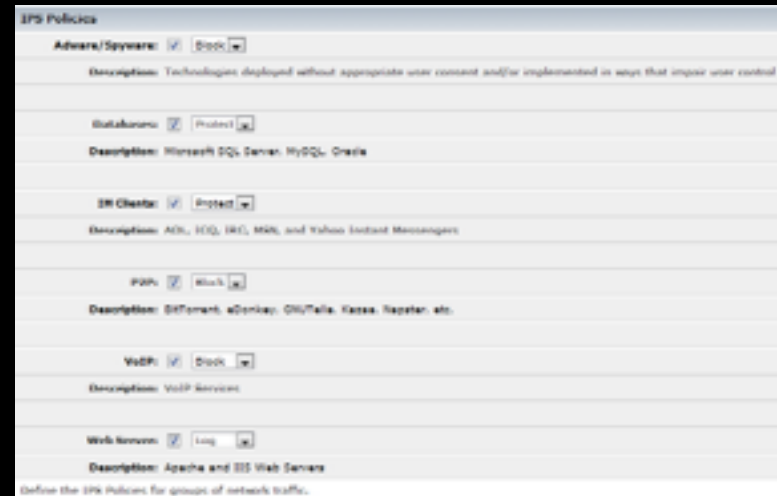 IPS Policies
Adware/Spyware: Block
Description: Technologies deployed without appropriate user consent and/or implemented in ways that impair user control
Databases: Protect
Description: Microsoft SQL Server, MySQL, Oracle
IM Clients: Protect
Description: AOL, ICQ, IRC, MSN, and Yahoo Instant Messengers
P2P: Block
Description: BitTorrent, eDonkey, GNUTella, Kazaa, Napster, etc.
VoIP: Block
Description: VoIP Services
Web Servers: Log
Description: Apache and IIS Web Servers
Define the IPS Policies for groups of network traffic.